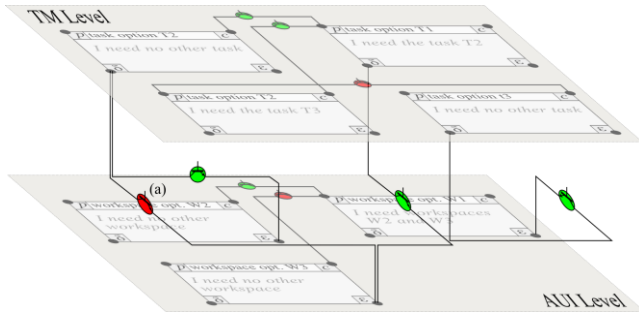 TM Level
p task option T2 c
I need no other task
o ε
p task option T1 c
I need the task T2
o ε
p task option T2 c
I need the task T3
o ε
p task option t3 c
I need no other task
o ε
(a)
p workspace opt. W2 c
I need no other
workspace
o ε
p workspace opt. W1 c
I need workspaces
W2 and W3
o ε
p workspace opt. W3 c
I need no other
workspace
o ε
AUI Level